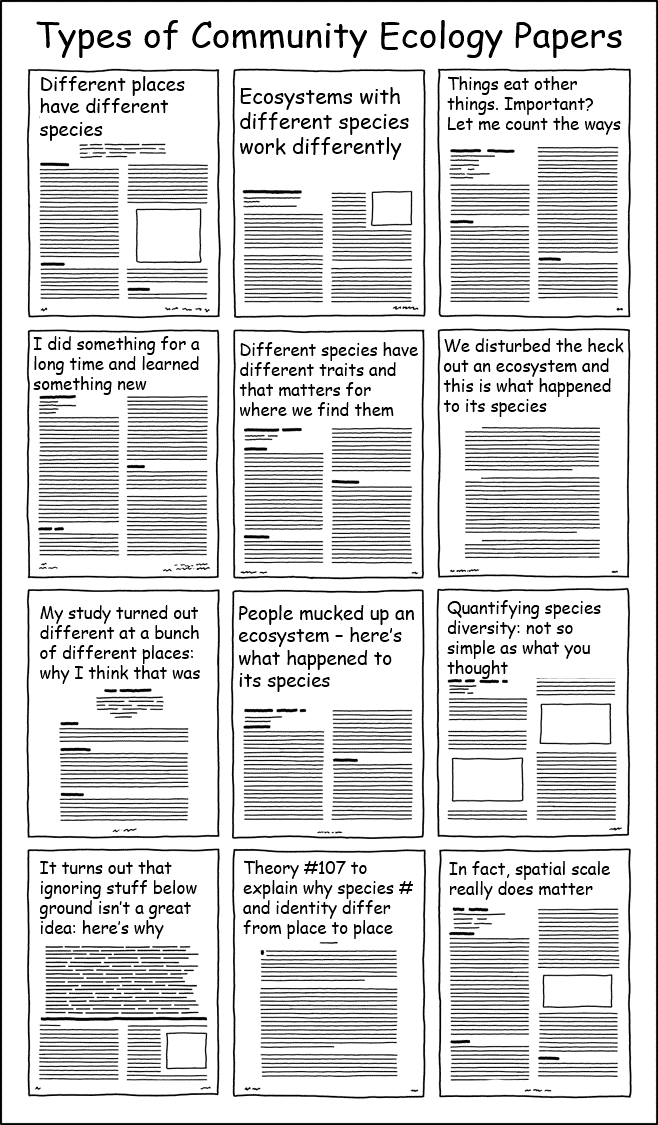 Types of Community Ecology Papers
Different places
have different
species
Ecosystems with
different species
work differently
Things eat other
things. Important?
Let me count the ways
I did something for a
long time and learned
something new
Different species have
different traits and
that matters for
where we find them
We disturbed the heck
out an ecosystem and
this is what happened
to its species
My study turned out
different at a bunch
of different places:
why I think that was
People mucked up an
ecosystem – here's
what happened to
its species
Quantifying species
diversity: not so
simple as what you
thought
It turns out that
ignoring stuff below
ground isn't a great
idea: here's why
Theory #107 to
explain why species #
and identity differ
from place to place
In fact, spatial scale
really does matter